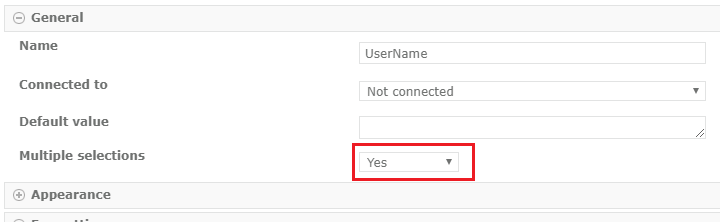 General
Name
UserName
Connected to
Not connected
Default value
Multiple selections
Yes
Appearance